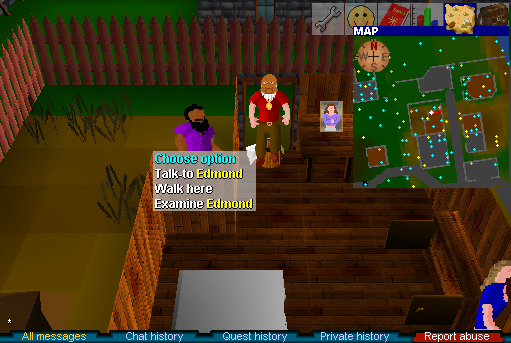 MAP
N
W
E
S
Choose option
Talk-to Edmond
Walk here
Examine Edmond
*
All messages
Chat history
Quest history
Private history
Report abuse